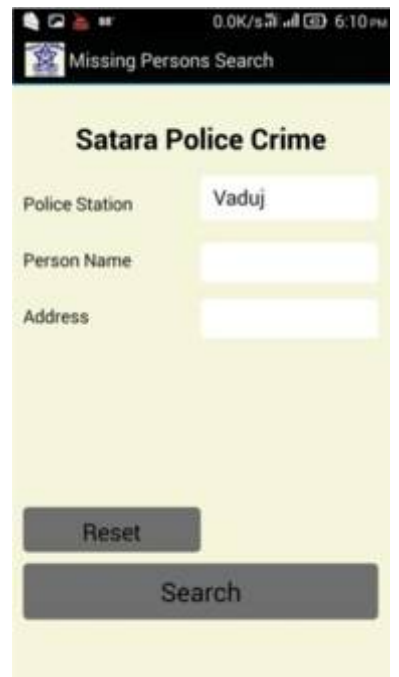 0.0K/s 6:10 PM
Missing Persons Search
Satara Police Crime
Police Station Vaduj
Person Name
Address
Reset
Search